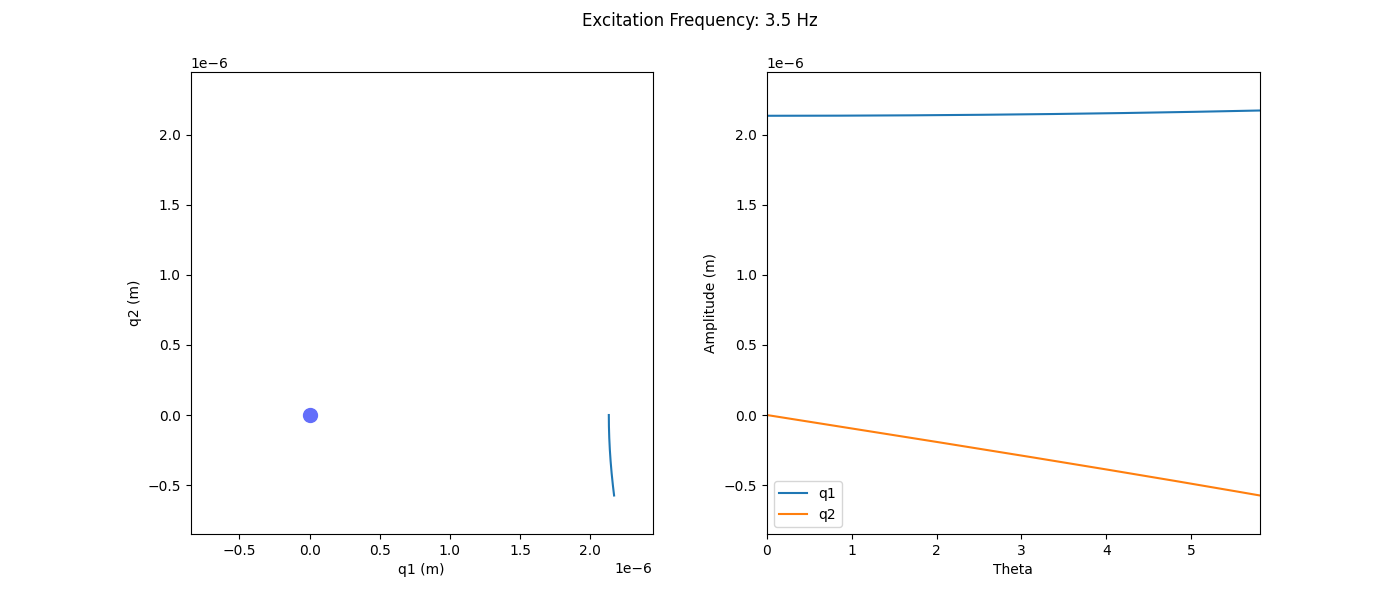 Excitation Frequency: 3.5 Hz
1e−6
2.0
1.5
1.0
0.5
0.0
−0.5
q2 (m)
−0.5 0.0 0.5 1.0 1.5 2.0
q1 (m)
1e−6
1e−6
2.0
1.5
1.0
0.5
0.0
−0.5
Amplitude (m)
q1
q2
0 1 2 3 4 5
Theta